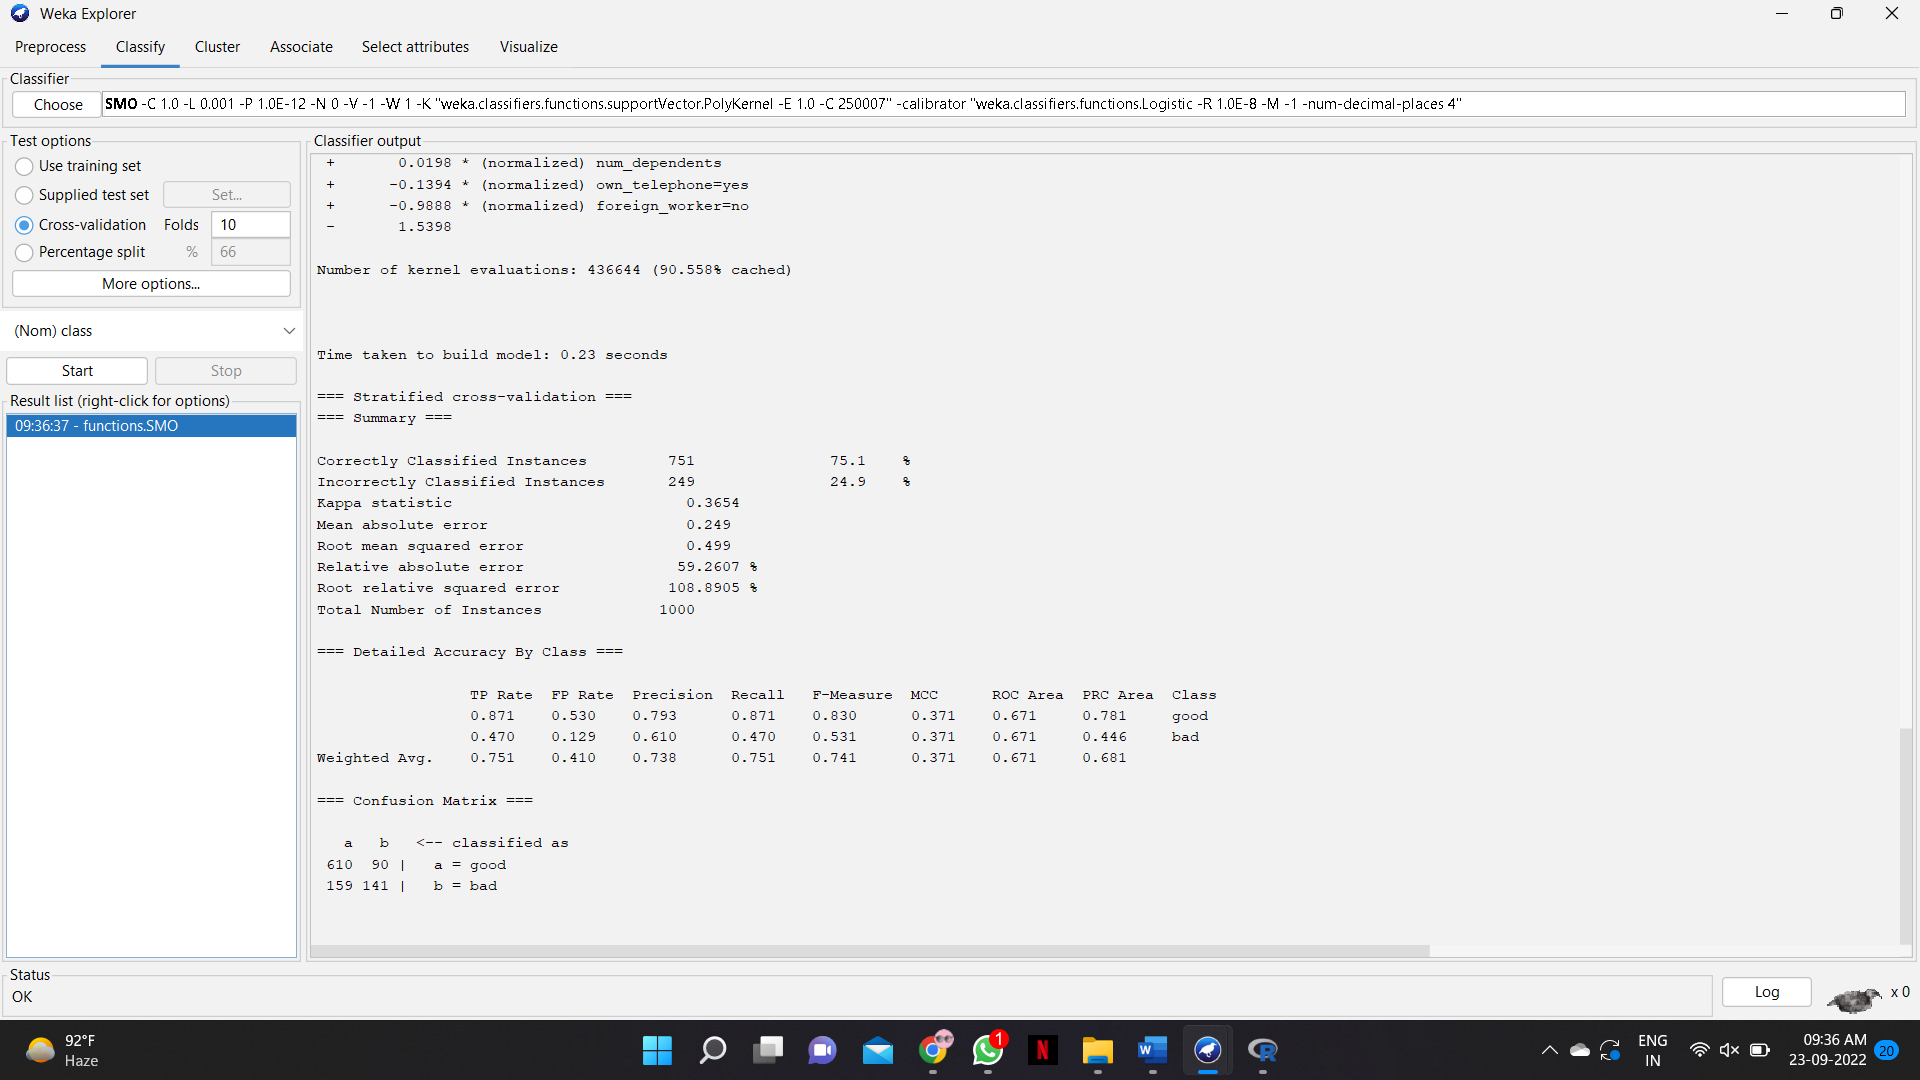 Weka Explorer
Preprocess Classify Cluster Associate Select attributes Visualize
Classifier
Choose SMO -C 1.0 -L 0.001 -P 1.0E-12 -N 0 -V -1 -W 1 -K "weka.classifiers.functions.supportVector.PolyKernel -E 1.0 -C 250007" -calibrator "weka.classifiers.functions.Logistic -R 1.0E-8 -M -1 -num-decimal-places 4"
Test options
Use training set
Supplied test set Set...
Cross-validation Folds 10
Percentage split % 66
More options...
(Nom) class
Start Stop
Result list (right-click for options)
09:36:37 - functions.SMO
Classifier output
+ 0.0198 * (normalized) num_dependents
+ -0.1394 * (normalized) own_telephone=yes
+ -0.9888 * (normalized) foreign_worker=no
- 1.5398
Number of kernel evaluations: 436644 (90.558% cached)
Time taken to build model: 0.23 seconds
=== Stratified cross-validation ===
=== Summary ===
Correctly Classified Instances 751 75.1 %
Incorrectly Classified Instances 249 24.9 %
Kappa statistic 0.3654
Mean absolute error 0.249
Root mean squared error 0.499
Relative absolute error 59.2607 %
Root relative squared error 108.8905 %
Total Number of Instances 1000
=== Detailed Accuracy By Class ===
TP Rate FP Rate Precision Recall F-Measure MCC ROC Area PRC Area Class
0.871 0.530 0.793 0.871 0.830 0.371 0.671 0.781 good
0.470 0.129 0.610 0.470 0.531 0.371 0.671 0.446 bad
Weighted Avg. 0.751 0.410 0.738 0.751 0.741 0.371 0.671 0.681
=== Confusion Matrix ===
a b <-- classified as
610 90 | a = good
159 141 | b = bad
Status
OK
Log
x 0
92°F
Haze
1
N
W
R
ENG
IN
09:36 AM
23-09-2022
20